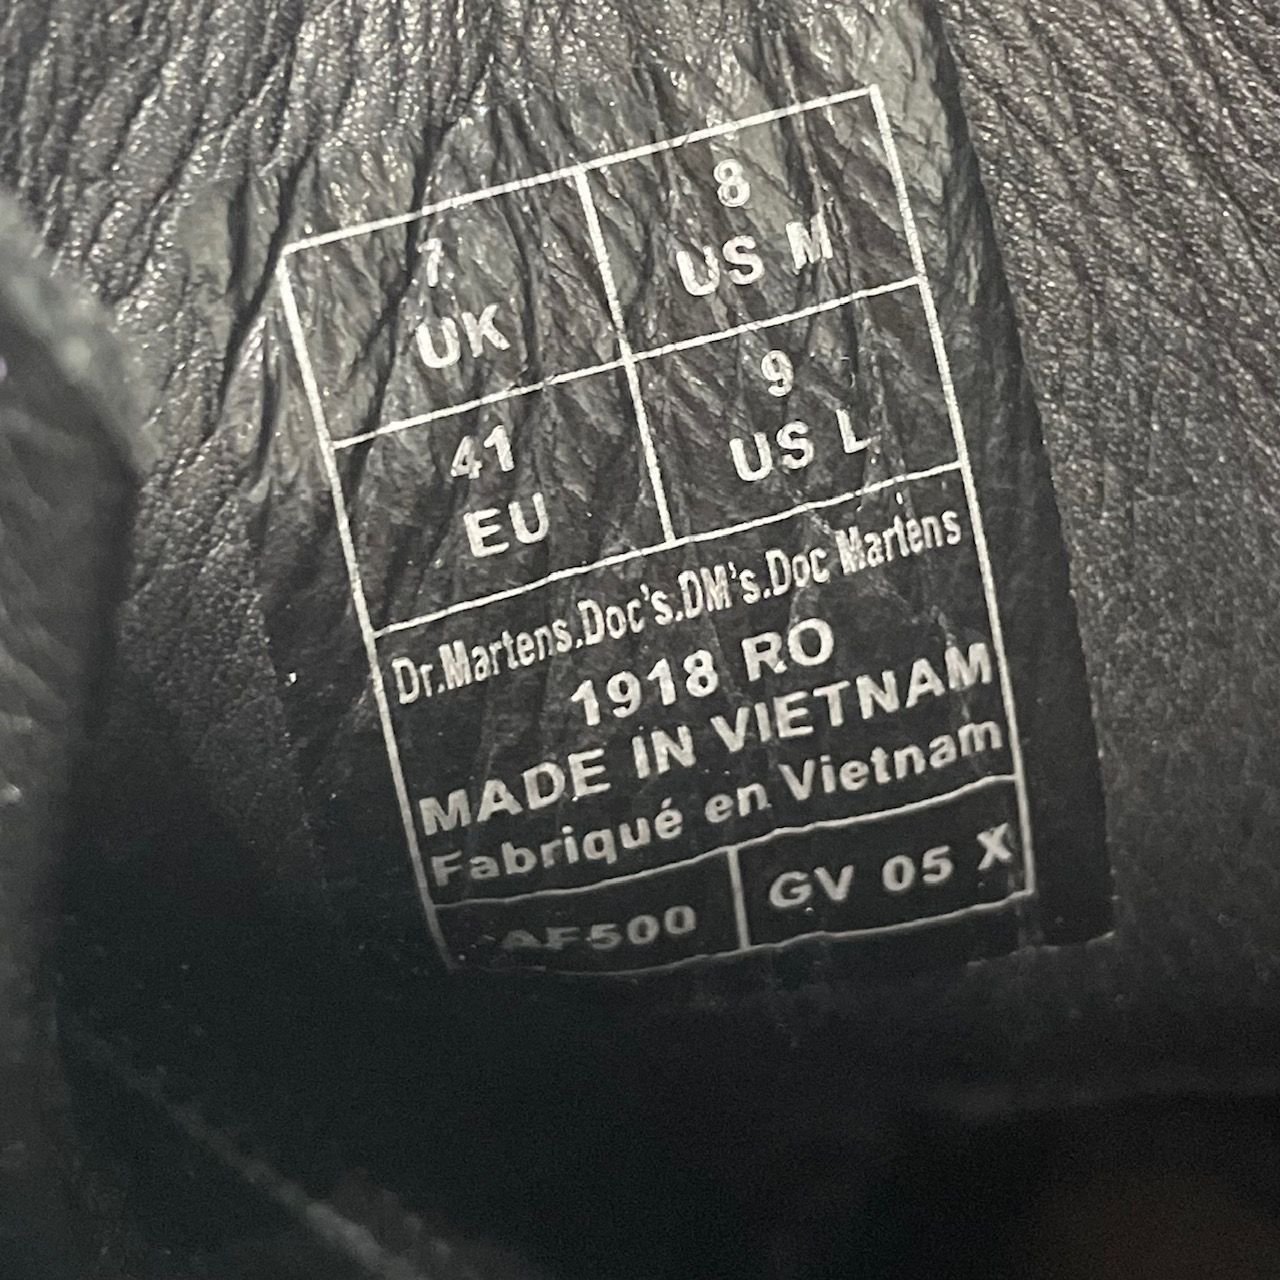 7
UK
8
US M
41
EU
9
US L
Dr.Martens.Doc's.DM's.Doc Martens
1918 RO
MADE IN VIETNAM
Fabriqué en Vietnam
AF500
GV 05 X